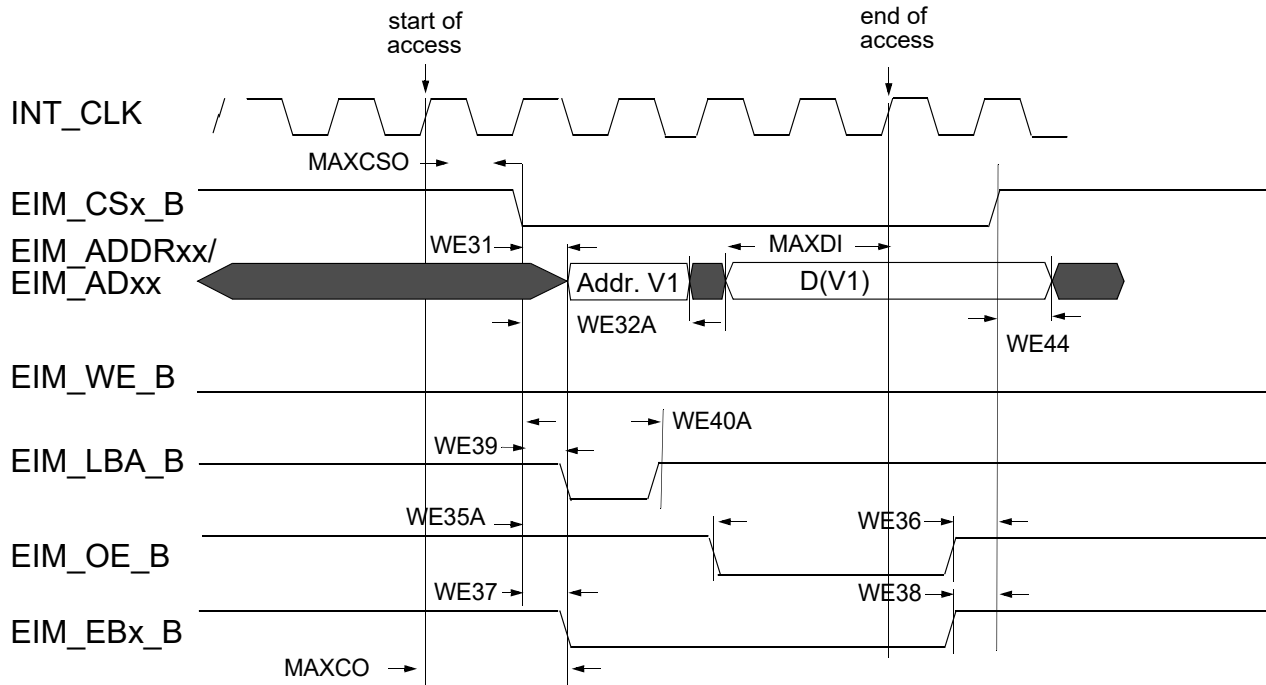 start of
access
end of
access
INT_CLK
MAXCSO
EIM_CSx_B
EIM_ADDRxx/
EIM_ADxx
WE31
MAXDI
Addr. V1
D(V1)
WE32A
WE44
EIM_WE_B
WE40A
WE39
EIM_LBA_B
WE35A
WE36
EIM_OE_B
WE37
WE38
EIM_EBx_B
MAXCO